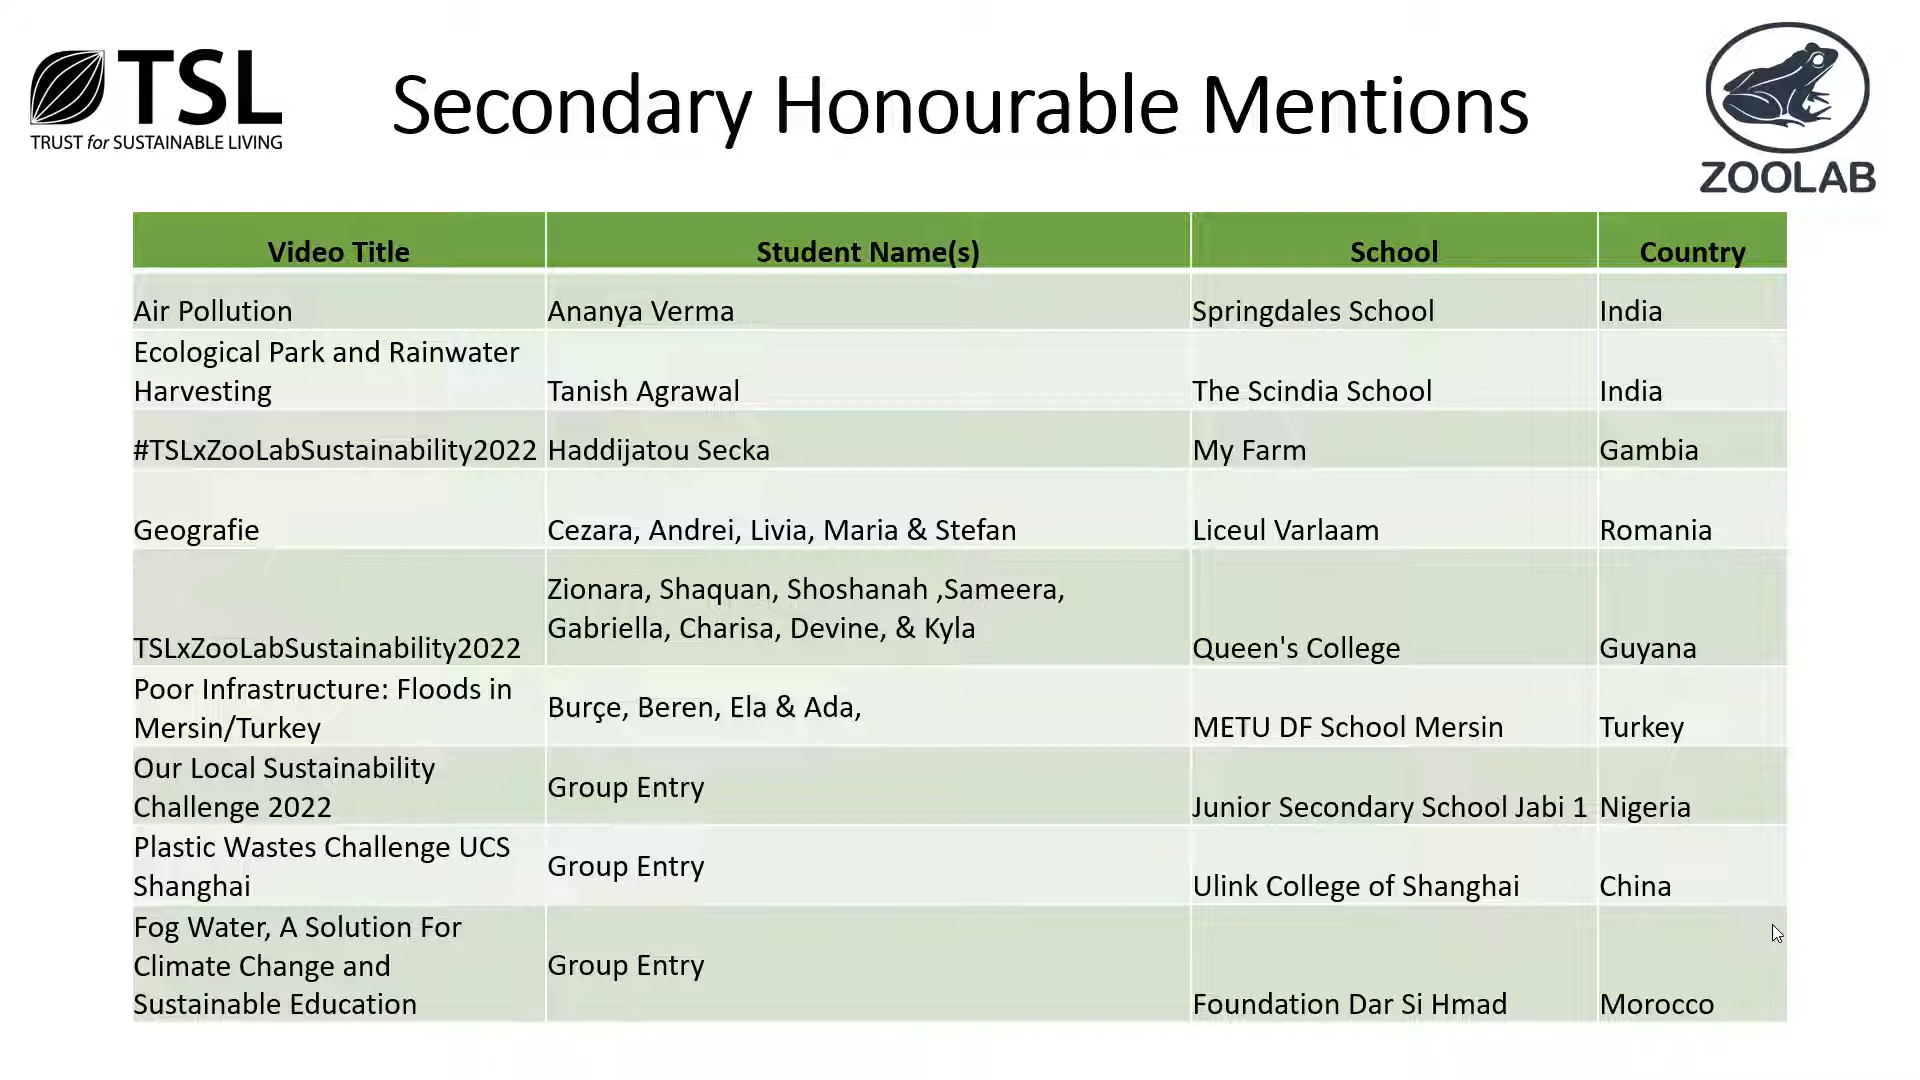 TSL
TRUST for SUSTAINABLE LIVING
Secondary Honourable Mentions
ZOOLAB
Video Title Student Name(s) School Country
Air Pollution Ananya Verma Springdales School India
Ecological Park and Rainwater
Harvesting Tanish Agrawal The Scindia School India
#TSLxZooLabSustainability2022 Haddijatou Secka My Farm Gambia
Geografie Cezara, Andrei, Livia, Maria & Stefan Liceul Varlaam Romania
Zionara, Shaquan, Shoshanah ,Sameera,
Gabriella, Charisa, Devine, & Kyla
TSLxZooLabSustainability2022 Queen's College Guyana
Poor Infrastructure: Floods in
Burçe, Beren, Ela & Ada,
Mersin/Turkey METU DF School Mersin Turkey
Our Local Sustainability
Group Entry
Challenge 2022 Junior Secondary School Jabi 1 Nigeria
Plastic Wastes Challenge UCS
Group Entry
Shanghai Ulink College of Shanghai China
Fog Water, A Solution For
Climate Change and Group Entry
Sustainable Education Foundation Dar Si Hmad Morocco